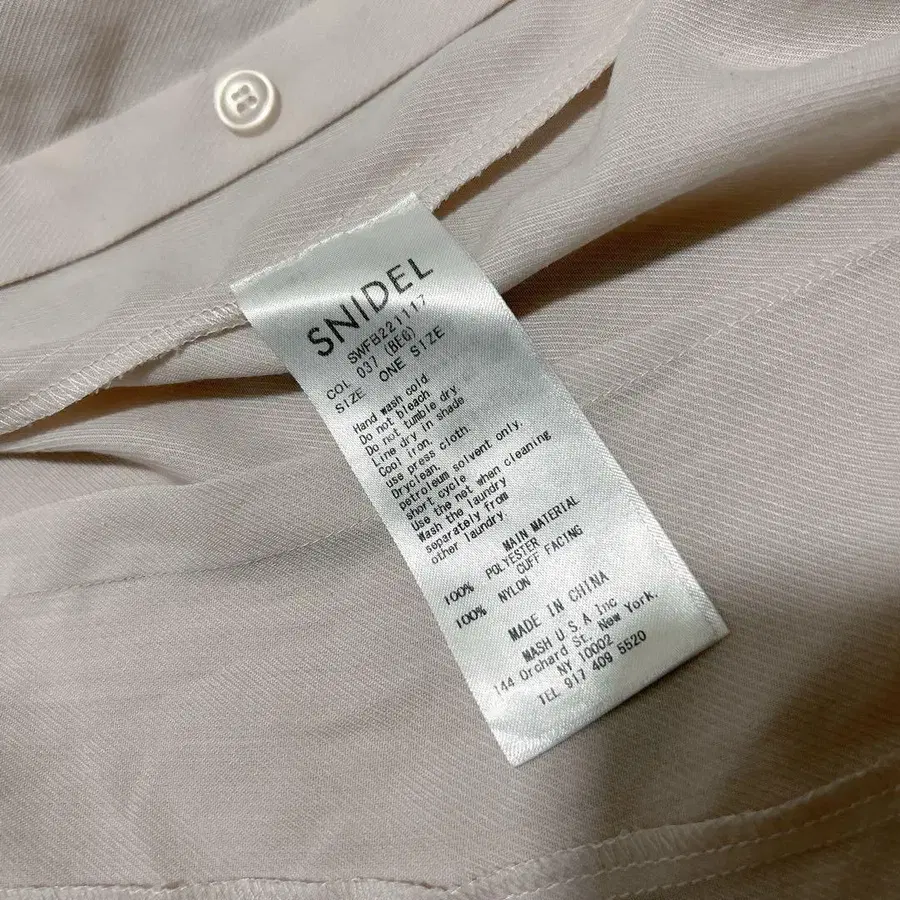 SNIDEL
SWFB221117
COL 037 (BEG)
SIZE ONE SIZE
Hand wash cold
Do not bleach
Do not tumble dry.
Line dry in shade
Cool iron.
use press cloth
Dryclean.
petroleum solvent only.
short cycle
Use the net when cleaning
Wash the laundry
separately from
other laundry.
MAIN MATERIAL
100% POLYESTER
CUFF FACING
100% NYLON
MADE IN CHINA
MASH U.S.A Inc
144 Orchard St. New York.
NY 10002
TEL 917 409 5520